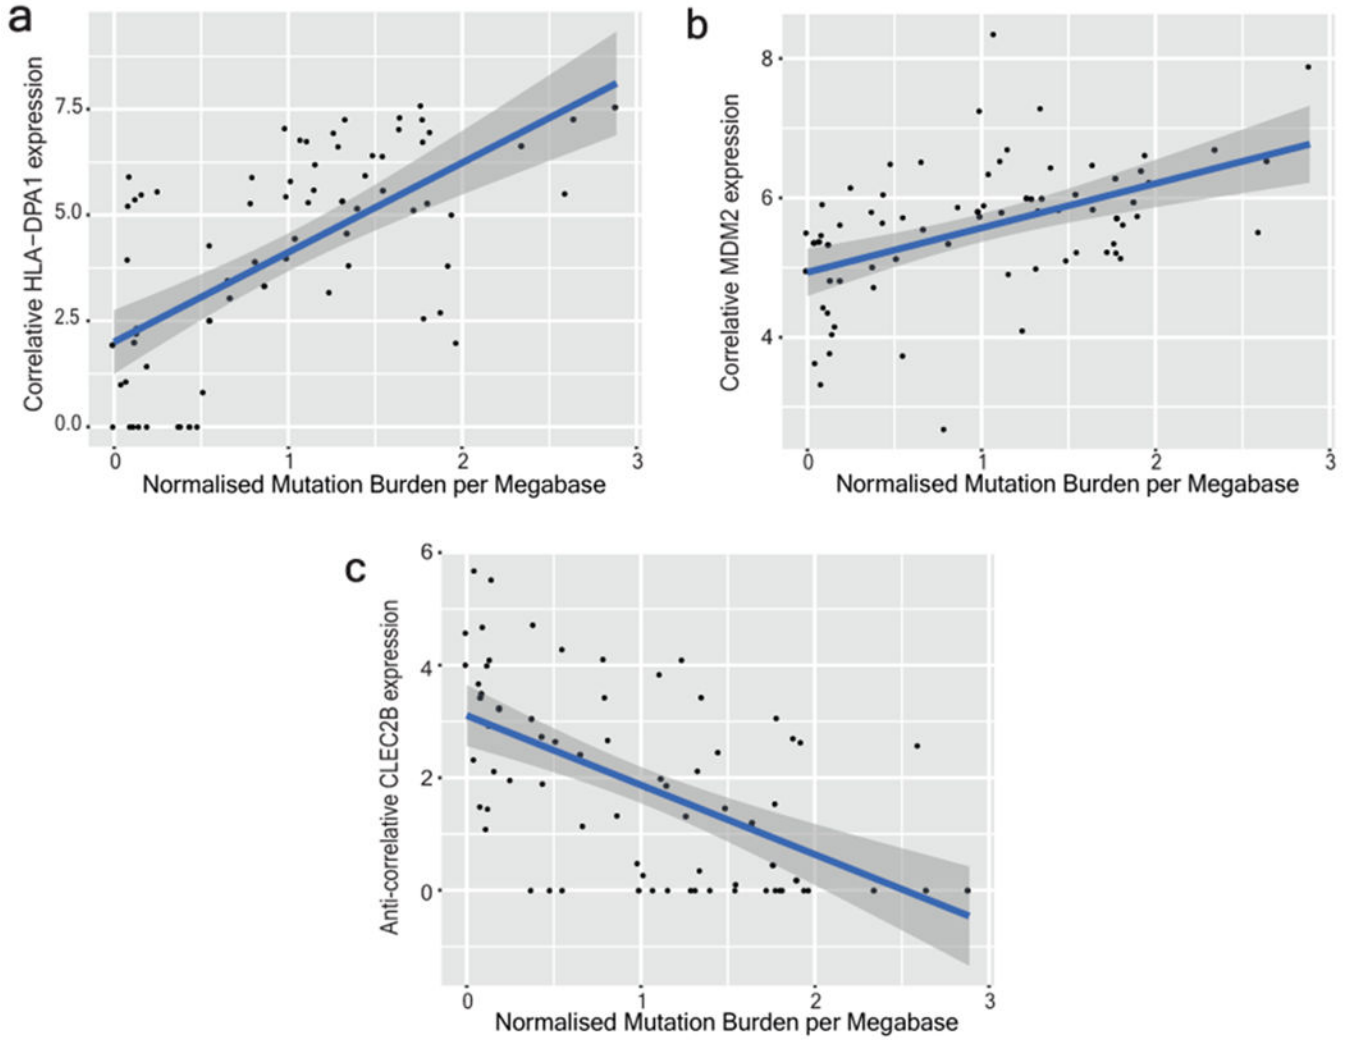 a
Correlative HLA-DPA1 expression
7.5
5.0
2.5
0.0
0 1 2 3
Normalised Mutation Burden per Megabase
b
Correlative MDM2 expression
8
6
4
0 1 2 3
Normalised Mutation Burden per Megabase
c
Anti-correlative CLEC2B expression
6
4
2
0
0 1 2 3
Normalised Mutation Burden per Megabase